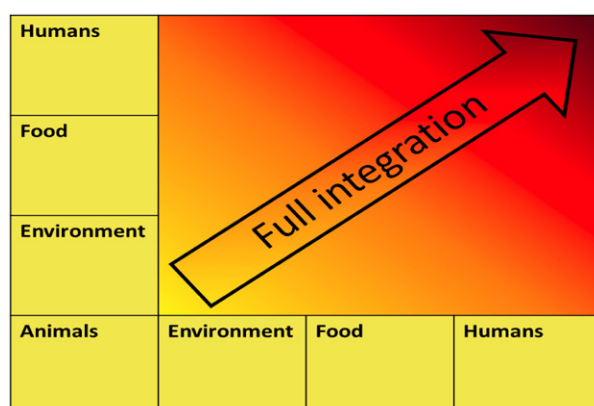 Humans
Food
Environment
Full integration
Animals
Environment
Food
Humans